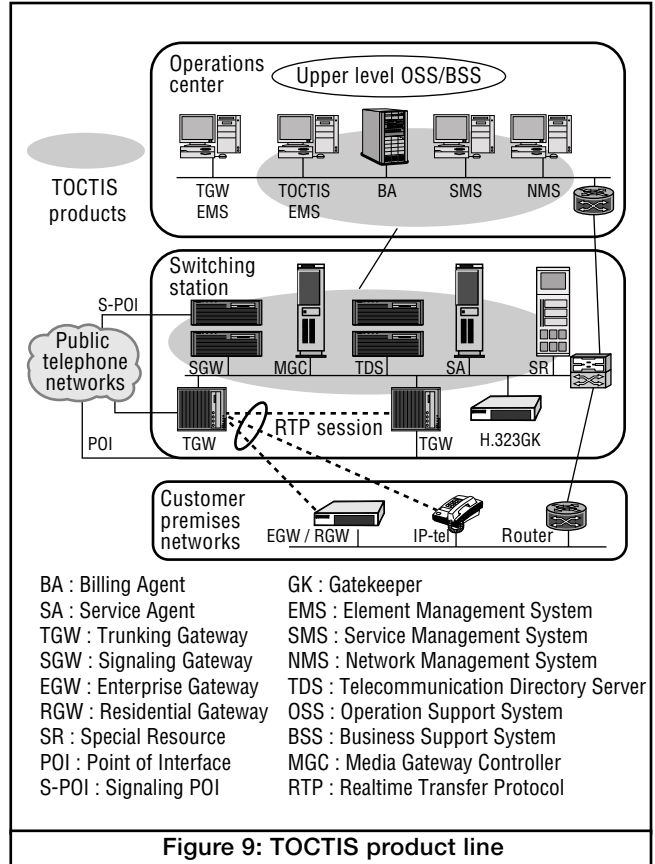 Operations
center
Upper level OSS/BSS
TOCTIS
products
TGW
EMS
TOCTIS
EMS
BA
SMS
NMS
Switching
station
S-POI
Public
telephone
networks
SGW
MGC
TDS
SA
SR
POI
TGW
RTP session
TGW
H.323GK
Customer
premises
networks
EGW / RGW
IP-tel
Router
BA : Billing Agent
SA : Service Agent
TGW : Trunking Gateway
SGW : Signaling Gateway
EGW : Enterprise Gateway
RGW : Residential Gateway
SR : Special Resource
POI : Point of Interface
S-POI : Signaling POI
GK : Gatekeeper
EMS : Element Management System
SMS : Service Management System
NMS : Network Management System
TDS : Telecommunication Directory Server
OSS : Operation Support System
BSS : Business Support System
MGC : Media Gateway Controller
RTP : Realtime Transfer Protocol
Figure 9: TOCTIS product line